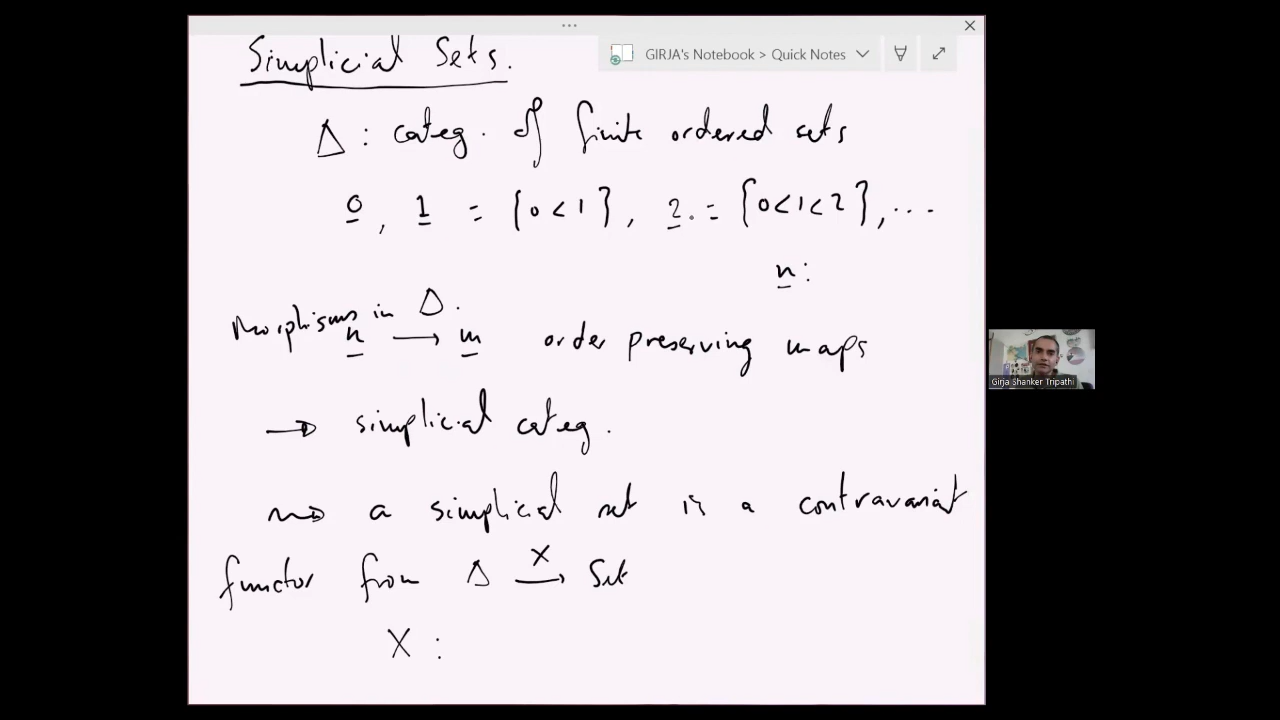 GIRJA's Notebook > Quick Notes
Simplicial Sets.
Δ : categ. of finite ordered sets
0, 1 = {0<1}, 2. = {0<1<2}, ...
n:
Morphisms in Δ.
n → m order preserving maps
→ simplicial categ.
⇝ a simplicial set is a contravariat
functor from Δ X→ Set
X :
Girja Shanker Tripathi